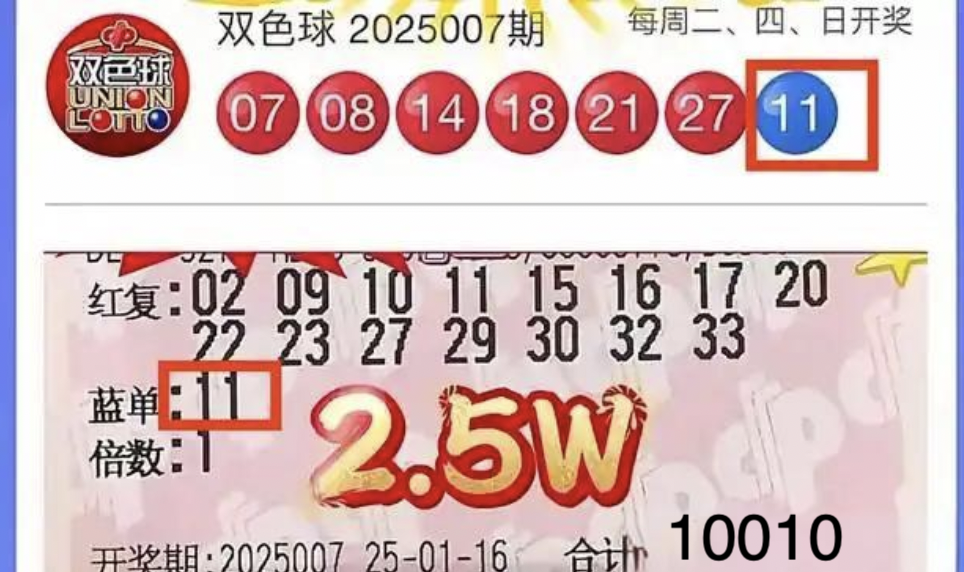 双色球 2025007期
每周二、四、日开奖
双色球
UNION
LOTTO
07 08 14 18 21 27 11
红复:02 09 10 11 15 16 17 20
22 23 27 29 30 32 33
蓝单:11
倍数:1
2.5W
开奖期:2025007 25-01-16 合计 10010